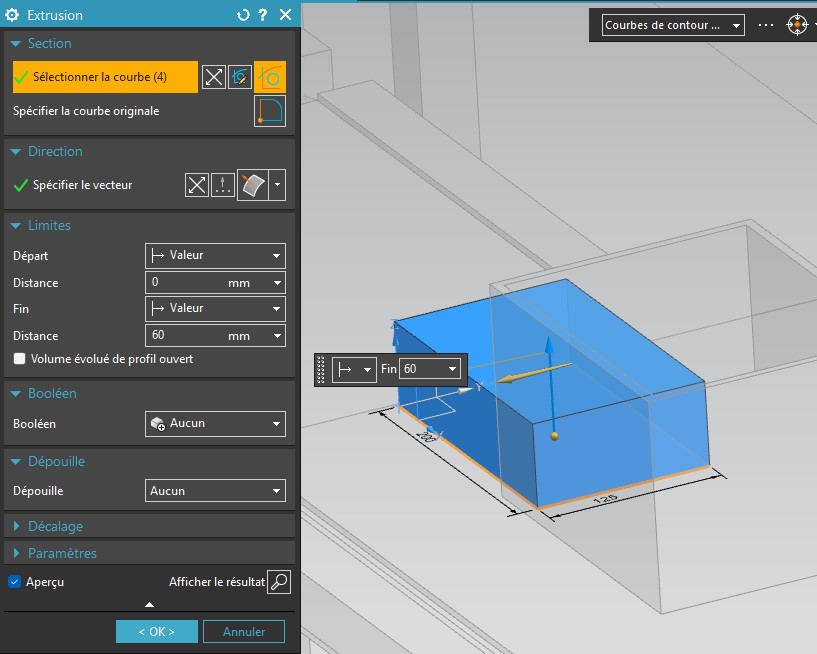 Extrusion
?
Courbes de contour ...
Section
Sélectionner la courbe (4)
Spécifier la courbe originale
Direction
Spécifier le vecteur
Limites
Départ
Valeur
Distance
0 mm
Fin
Valeur
Distance
60 mm
Volume évolué de profil ouvert
Booléen
Booléen
Aucun
Dépouille
Dépouille
Aucun
Décalage
Paramètres
Aperçu
Afficher le résultat
< OK >
Annuler
Fin 60
Y
200
125